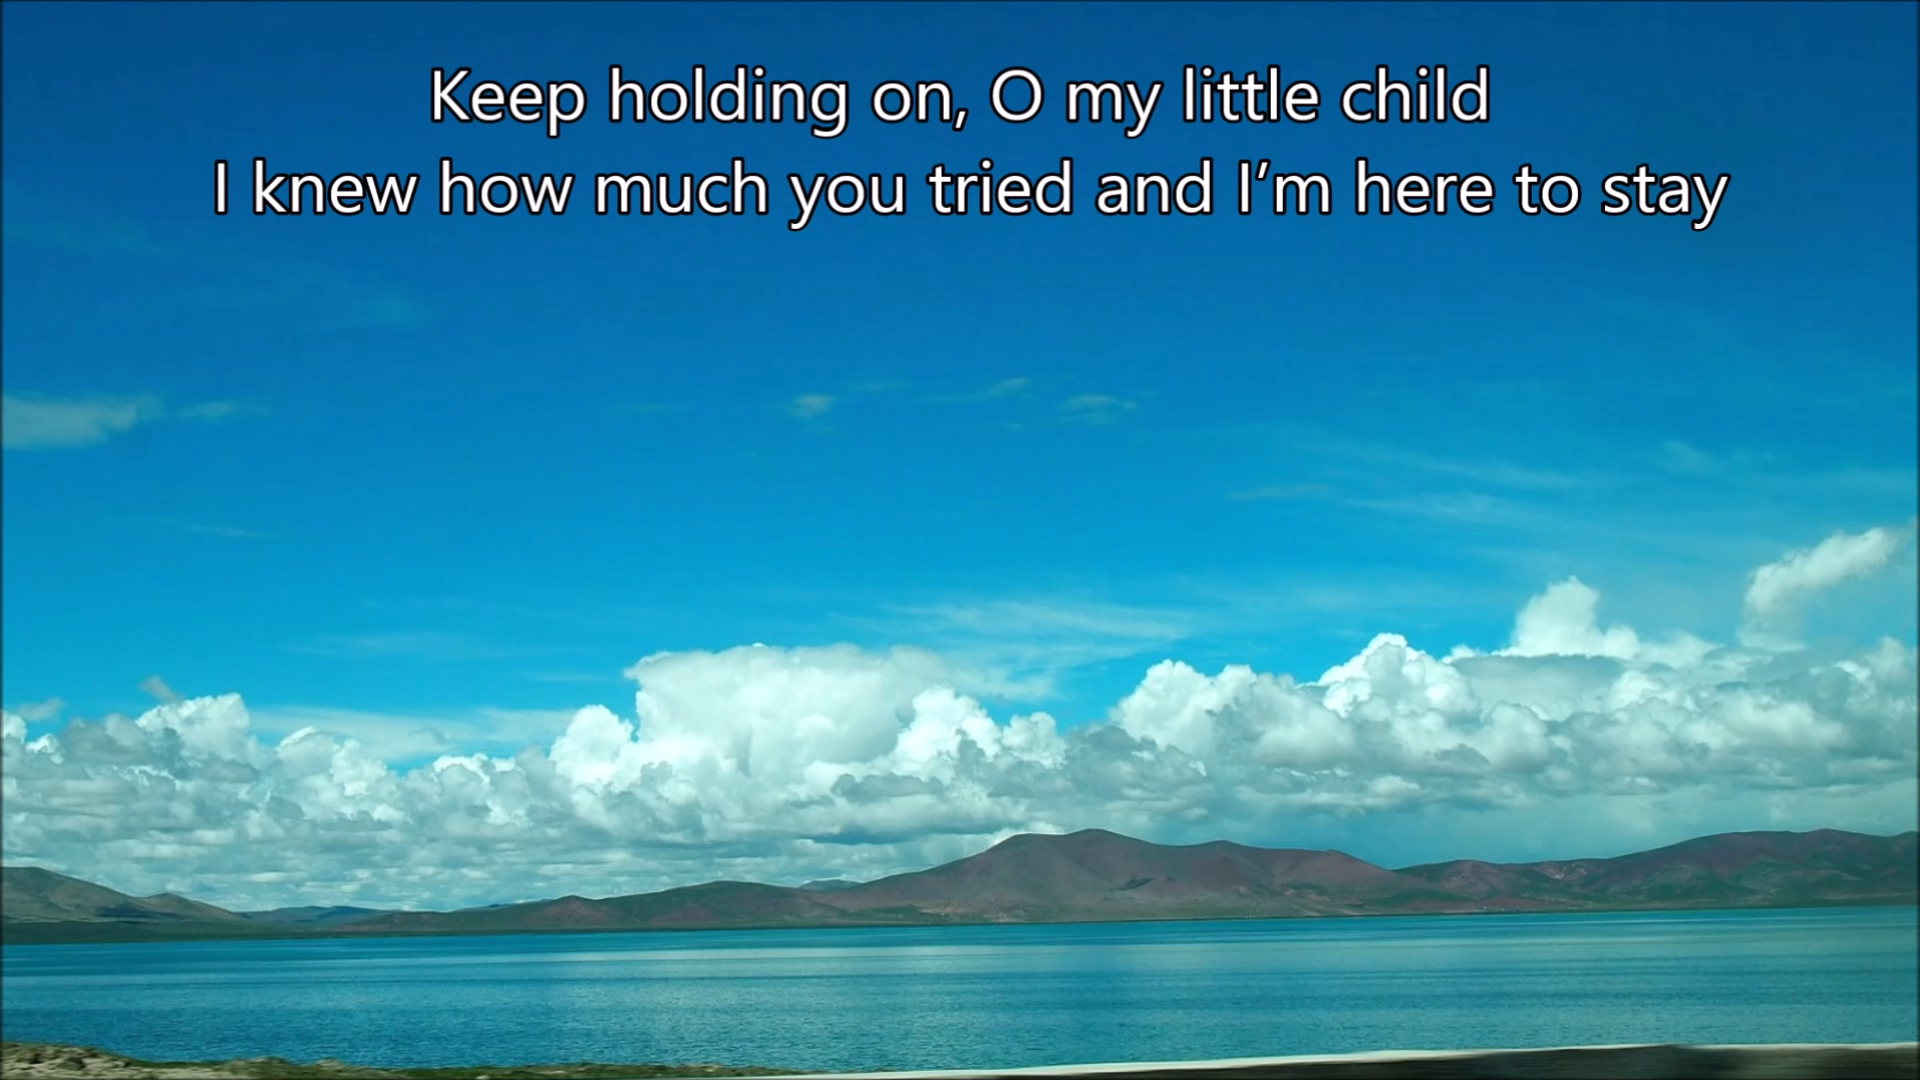 Keep holding on, O my little child
I knew how much you tried and I’m here to stay